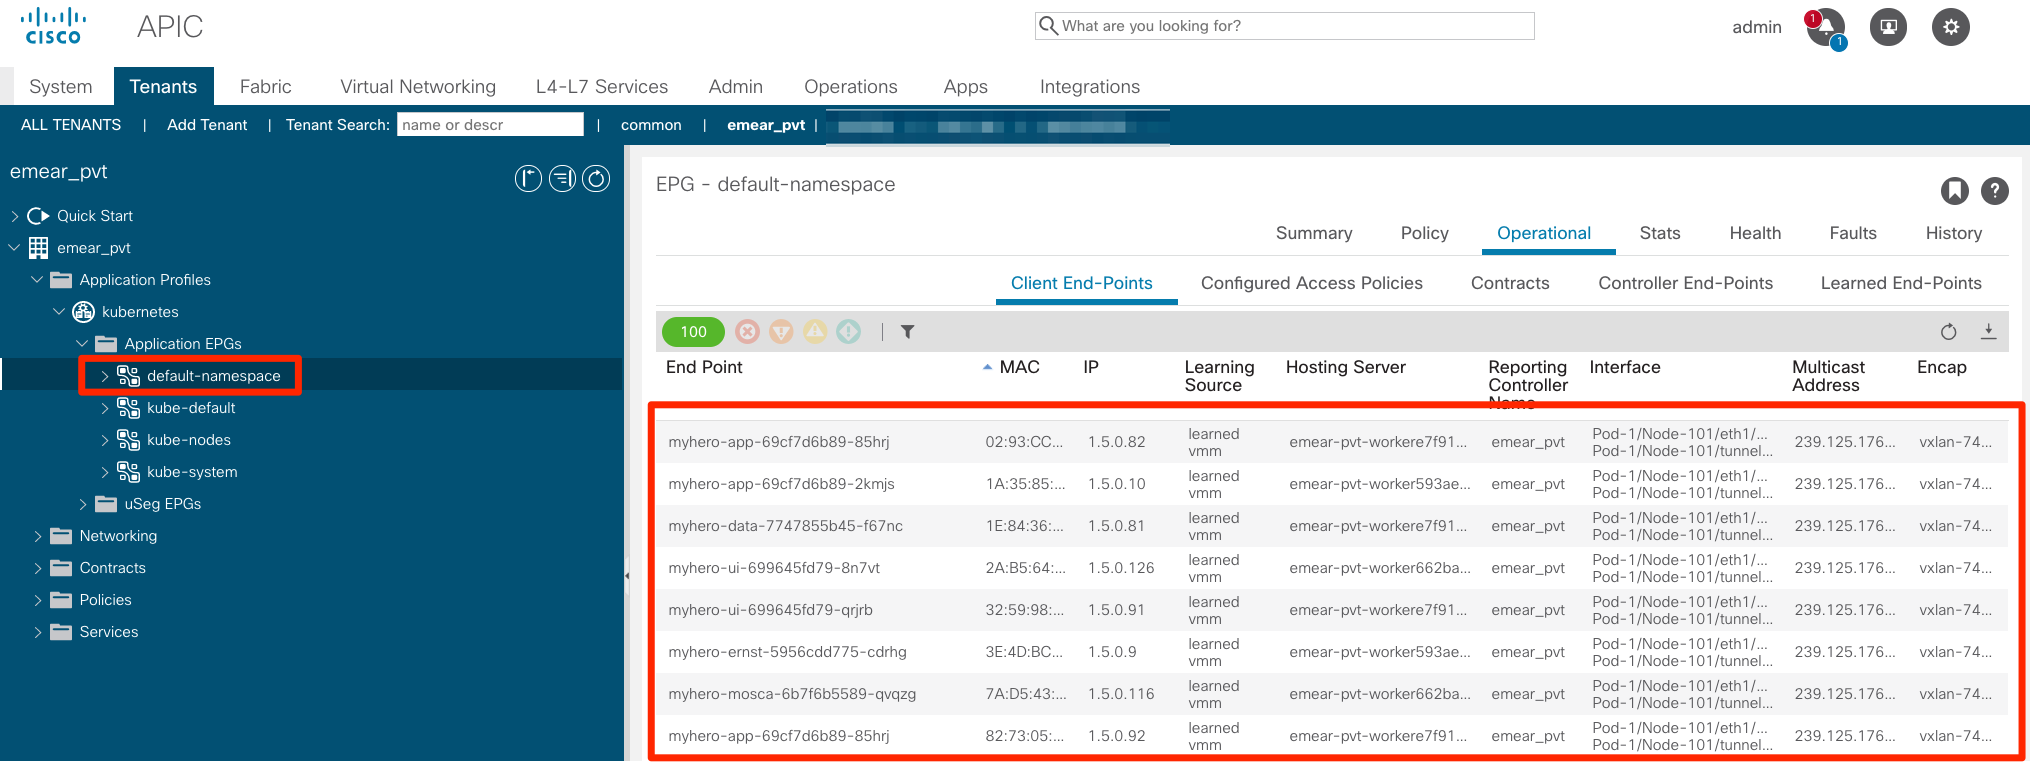 CISCO
APIC
What are you looking for?
admin
1
1
System Tenants Fabric Virtual Networking L4-L7 Services Admin Operations Apps Integrations
ALL TENANTS | Add Tenant | Tenant Search: name or descr | common | emear_pvt |
emear_pvt
Quick Start
emear_pvt
Application Profiles
kubernetes
Application EPGs
default-namespace
kube-default
kube-nodes
kube-system
uSeg EPGs
Networking
Contracts
Policies
Services
EPG - default-namespace
Summary Policy Operational Stats Health Faults History
Client End-Points Configured Access Policies Contracts Controller End-Points Learned End-Points
100
End Point MAC IP Learning Source Hosting Server Reporting Controller Name Interface Multicast Address Encap
myhero-app-69cf7d6b89-85hrj 02:93:CC... 1.5.0.82 learned vmm emear-pvt-workere7f91... emear_pvt Pod-1/Node-101/eth1/... Pod-1/Node-101/tunnel... 239.125.176... vxlan-74...
myhero-app-69cf7d6b89-2kmjs 1A:35:85:... 1.5.0.10 learned vmm emear-pvt-worker593ae... emear_pvt Pod-1/Node-101/eth1/... Pod-1/Node-101/tunnel... 239.125.176... vxlan-74...
myhero-data-7747855b45-f67nc 1E:84:36:... 1.5.0.81 learned vmm emear-pvt-workere7f91... emear_pvt Pod-1/Node-101/eth1/... Pod-1/Node-101/tunnel... 239.125.176... vxlan-74...
myhero-ui-699645fd79-8n7vt 2A:B5:64:... 1.5.0.126 learned vmm emear-pvt-worker662ba... emear_pvt Pod-1/Node-101/eth1/... Pod-1/Node-101/tunnel... 239.125.176... vxlan-74...
myhero-ui-699645fd79-qrjrb 32:59:98:... 1.5.0.91 learned vmm emear-pvt-workere7f91... emear_pvt Pod-1/Node-101/eth1/... Pod-1/Node-101/tunnel... 239.125.176... vxlan-74...
myhero-ernst-5956cdd775-cdrhg 3E:4D:BC... 1.5.0.9 learned vmm emear-pvt-worker593ae... emear_pvt Pod-1/Node-101/eth1/... Pod-1/Node-101/tunnel... 239.125.176... vxlan-74...
myhero-mosca-6b7f6b5589-qvqzg 7A:D5:43:... 1.5.0.116 learned vmm emear-pvt-worker662ba... emear_pvt Pod-1/Node-101/eth1/... Pod-1/Node-101/tunnel... 239.125.176... vxlan-74...
myhero-app-69cf7d6b89-85hrj 82:73:05:... 1.5.0.92 learned vmm emear-pvt-workere7f91... emear_pvt Pod-1/Node-101/eth1/... Pod-1/Node-101/tunnel... 239.125.176... vxlan-74...